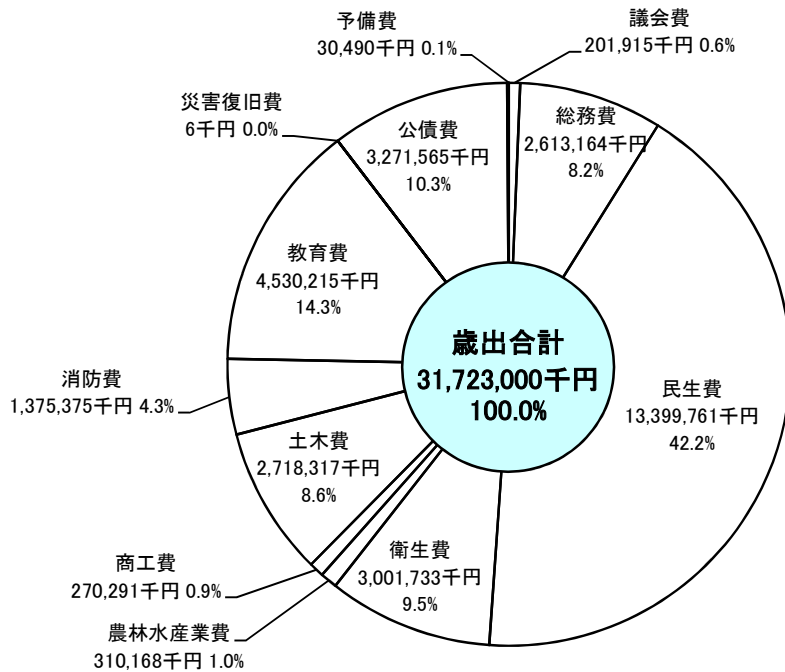 予備費
30,490千円 0.1%
議会費
201,915千円 0.6%
災害復旧費
6千円 0.0%
公債費
3,271,565千円
10.3%
総務費
2,613,164千円
8.2%
教育費
4,530,215千円
14.3%
歳出合計
31,723,000千円
100.0%
民生費
13,399,761千円
42.2%
消防費
1,375,375千円 4.3%
土木費
2,718,317千円
8.6%
衛生費
3,001,733千円
9.5%
商工費
270,291千円 0.9%
農林水産業費
310,168千円 1.0%